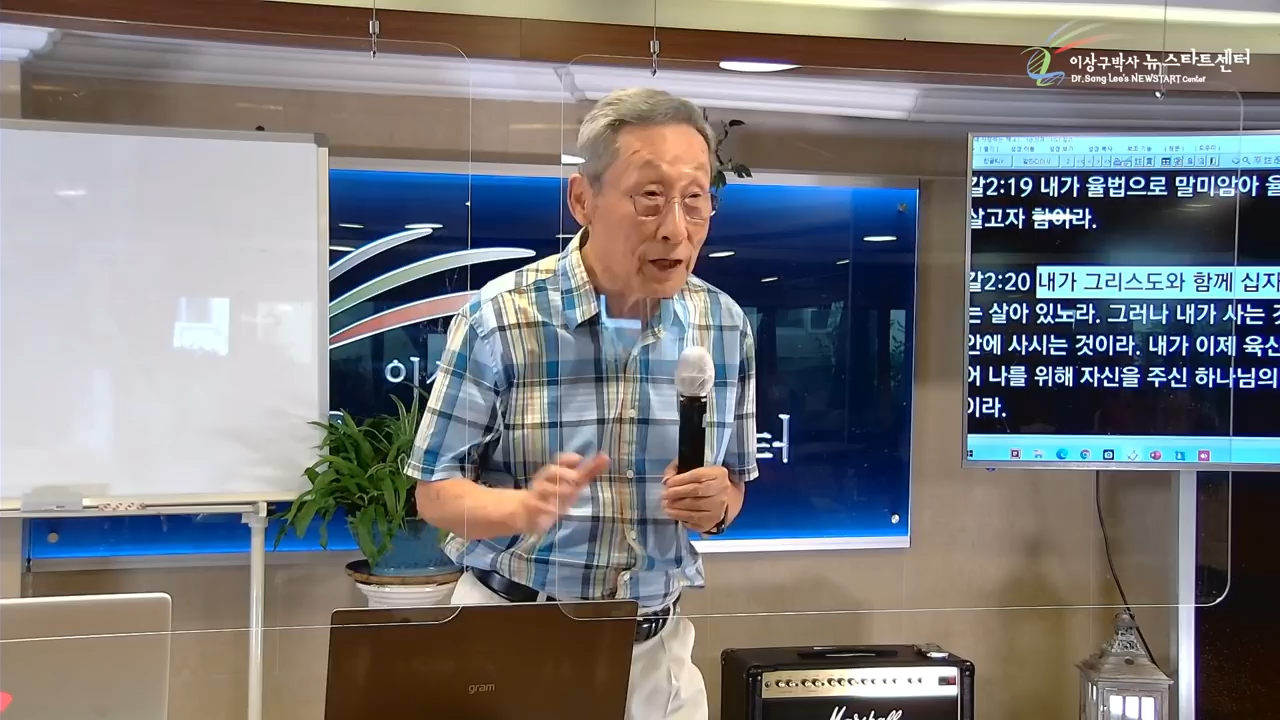 이상구박사 뉴스타트센터
Dr. Sang Lee's NEWSTART Center
갈2:19 내가 율법으로 말미암아 율
살고자 함이라.
갈2:20 내가 그리스도와 함께 십자
는 살아 있노라. 그러나 내가 사는 것
안에 사시는 것이라. 내가 이제 육신
어 나를 위해 자신을 주신 하나님의
이라.
이상
터
gram
Marshall